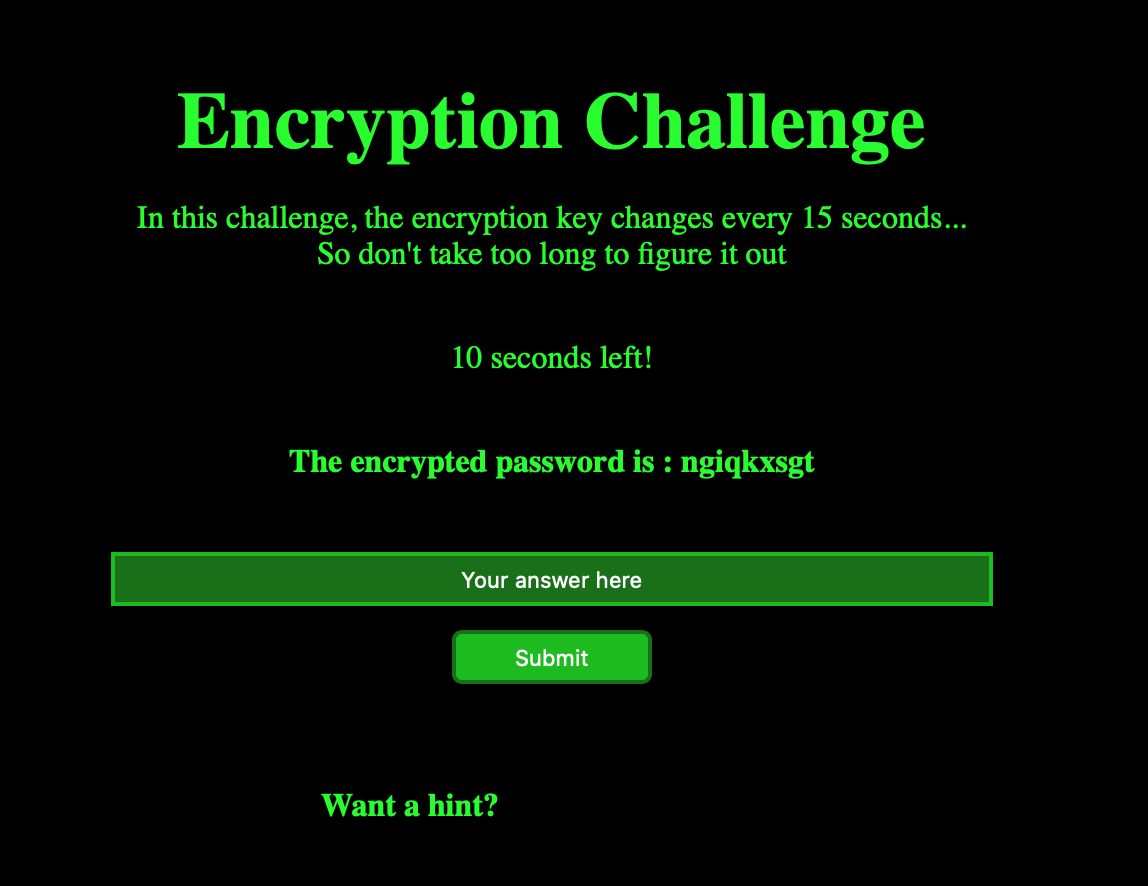 Encryption Challenge
In this challenge, the encryption key changes every 15 seconds...
So don't take too long to figure it out
10 seconds left!
The encrypted password is : ngiqkxsgt
Your answer here
Submit
Want a hint?